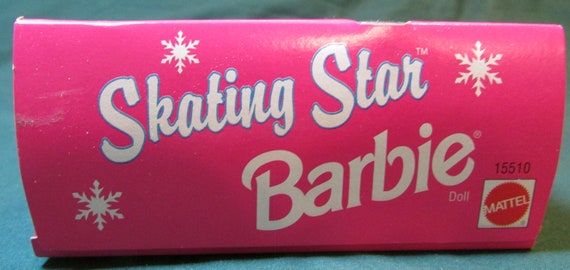 Skating Star™
Barbie®
Doll
15510
MATTEL®